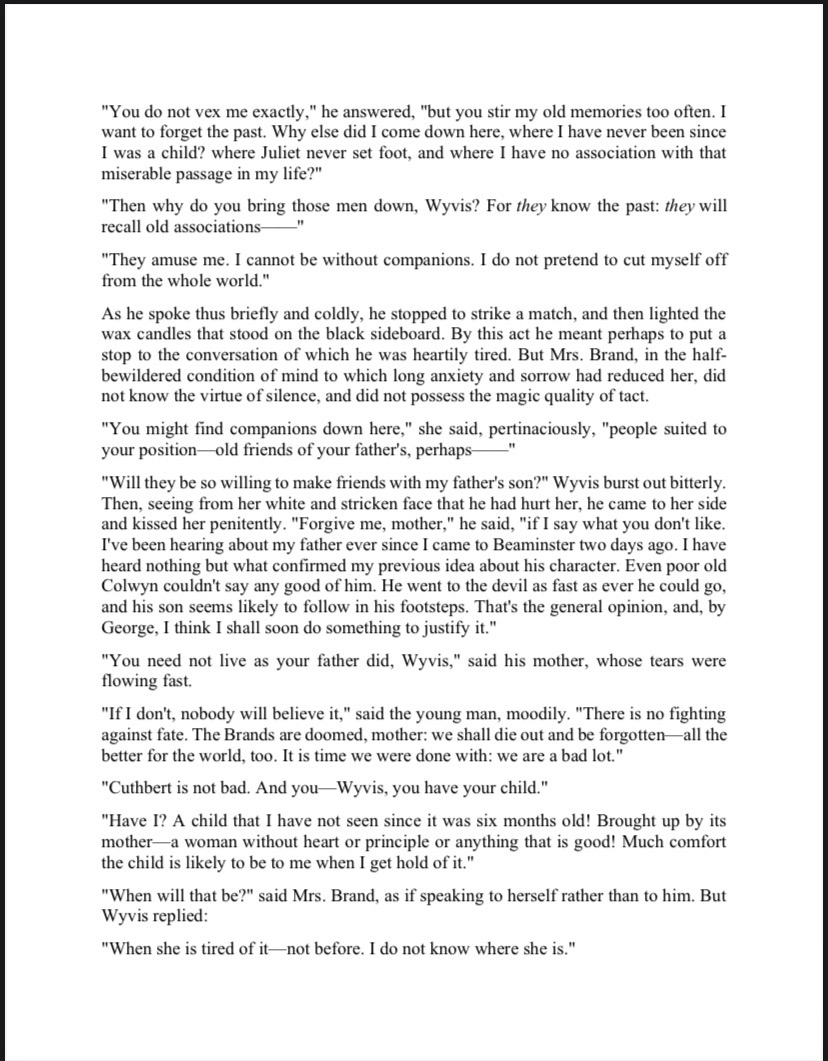 "You do not vex me exactly," he answered, "but you stir my old memories too often. I
want to forget the past. Why else did I come down here, where I have never been since
I was a child? where Juliet never set foot, and where I have no association with that
miserable passage in my life?"
"Then why do you bring those men down, Wyvis? For they know the past: they will
recall old associations——"
"They amuse me. I cannot be without companions. I do not pretend to cut myself off
from the whole world."
As he spoke thus briefly and coldly, he stopped to strike a match, and then lighted the
wax candles that stood on the black sideboard. By this act he meant perhaps to put a
stop to the conversation of which he was heartily tired. But Mrs. Brand, in the half-
bewildered condition of mind to which long anxiety and sorrow had reduced her, did
not know the virtue of silence, and did not possess the magic quality of tact.
"You might find companions down here," she said, pertinaciously, "people suited to
your position—old friends of your father's, perhaps——"
"Will they be so willing to make friends with my father's son?" Wyvis burst out bitterly.
Then, seeing from her white and stricken face that he had hurt her, he came to her side
and kissed her penitently. "Forgive me, mother," he said, "if I say what you don't like.
I've been hearing about my father ever since I came to Beaminster two days ago. I have
heard nothing but what confirmed my previous idea about his character. Even poor old
Colwyn couldn't say any good of him. He went to the devil as fast as ever he could go,
and his son seems likely to follow in his footsteps. That's the general opinion, and, by
George, I think I shall soon do something to justify it."
"You need not live as your father did, Wyvis," said his mother, whose tears were
flowing fast.
"If I don't, nobody will believe it," said the young man, moodily. "There is no fighting
against fate. The Brands are doomed, mother: we shall die out and be forgotten—all the
better for the world, too. It is time we were done with: we are a bad lot."
"Cuthbert is not bad. And you—Wyvis, you have your child."
"Have I? A child that I have not seen since it was six months old! Brought up by its
mother—a woman without heart or principle or anything that is good! Much comfort
the child is likely to be to me when I get hold of it."
"When will that be?" said Mrs. Brand, as if speaking to herself rather than to him. But
Wyvis replied:
"When she is tired of it—not before. I do not know where she is."